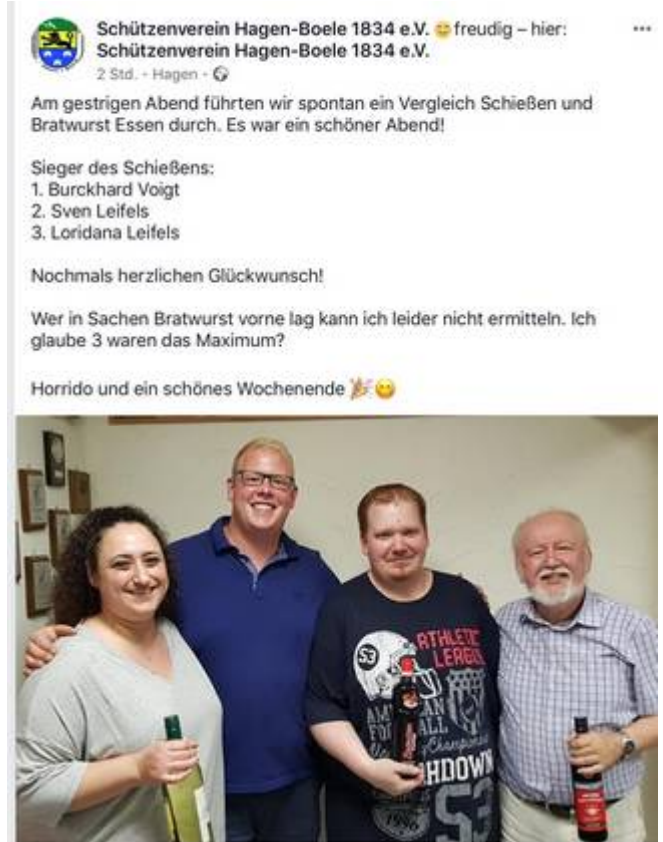 Schützenverein Hagen-Boele 1834 e.V. 😊 freudig – hier:
Schützenverein Hagen-Boele 1834 e.V.
2 Std. · Hagen ·
Am gestrigen Abend führten wir spontan ein Vergleich Schießen und
Bratwurst Essen durch. Es war ein schöner Abend!
Sieger des Schießens:
1. Burckhard Voigt
2. Sven Leifels
3. Loridana Leifels
Nochmals herzlichen Glückwunsch!
Wer in Sachen Bratwurst vorne lag kann ich leider nicht ermitteln. Ich
glaube 3 waren das Maximum?
Horrido und ein schönes Wochenende 🎉😋
53
ATHLETIC
LEAGUE
ALL
Champions
HDOWN
53